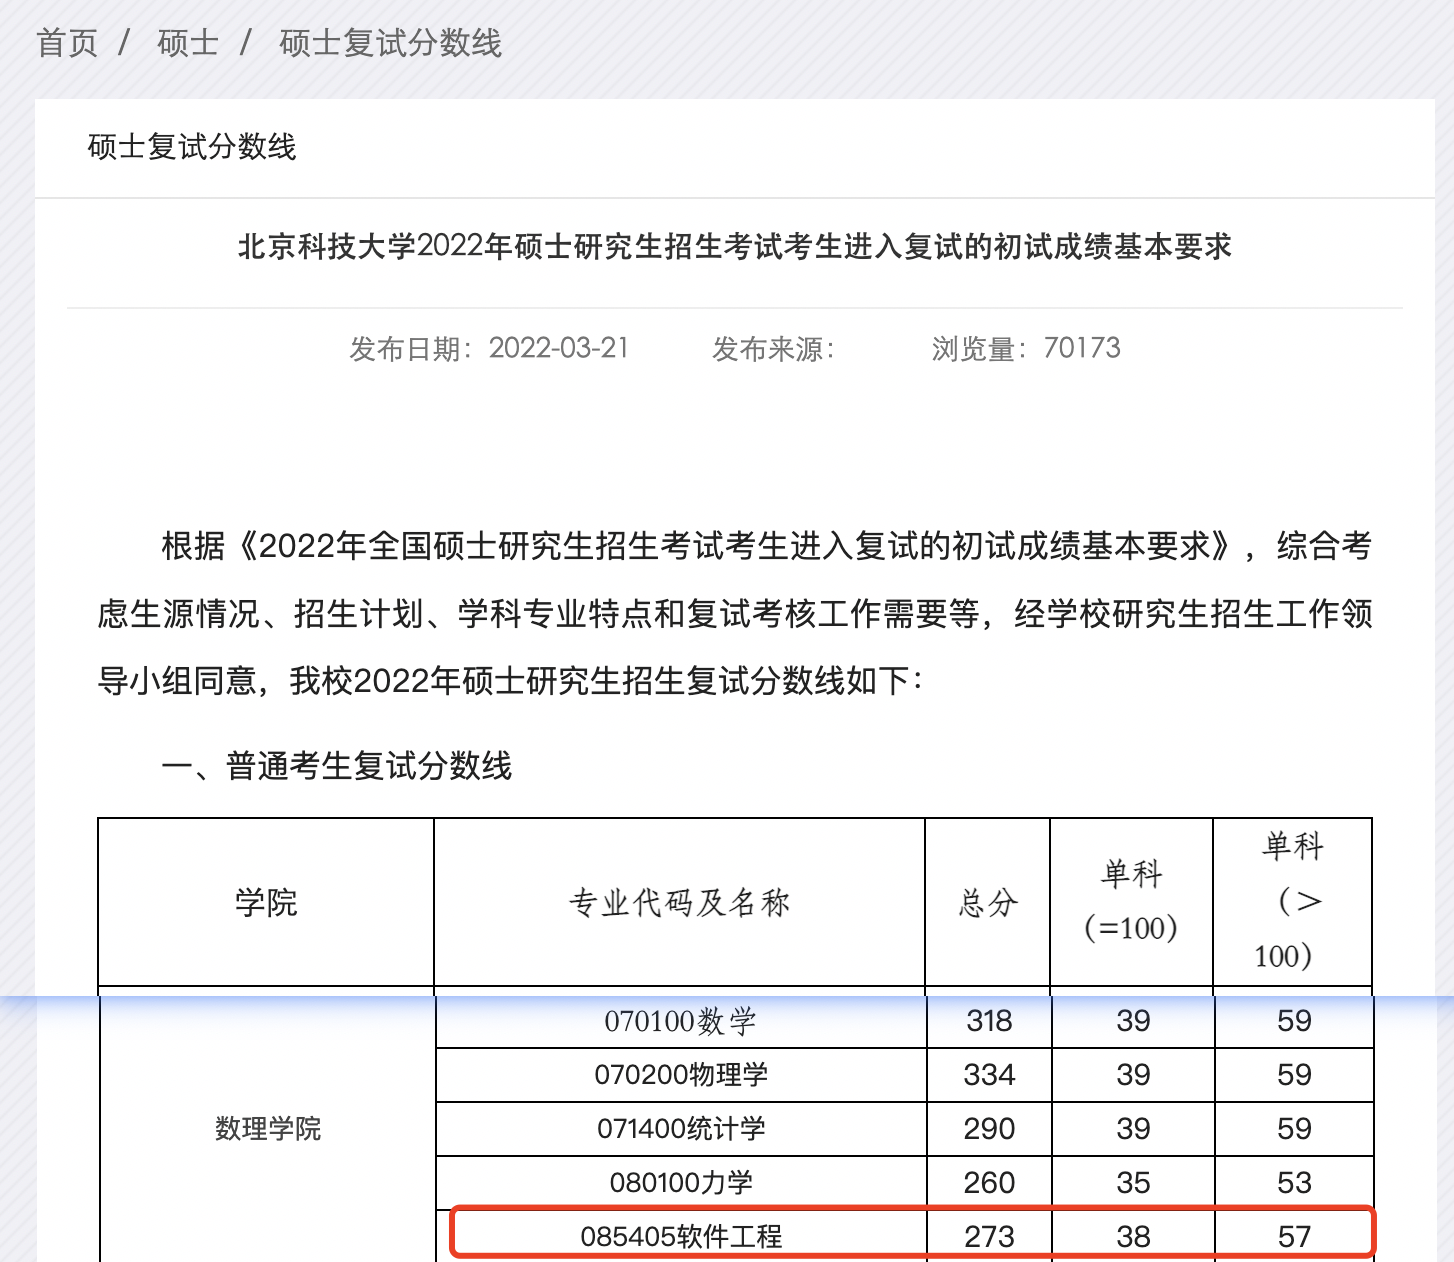 首页 / 硕士 / 硕士复试分数线
硕士复试分数线
北京科技大学2022年硕士研究生招生考试考生进入复试的初试成绩基本要求
发布日期：2022-03-21 发布来源： 浏览量：70173
根据《2022年全国硕士研究生招生考试考生进入复试的初试成绩基本要求》，综合考
虑生源情况、招生计划、学科专业特点和复试考核工作需要等，经学校研究生招生工作领
导小组同意，我校2022年硕士研究生招生复试分数线如下：
一、普通考生复试分数线
学院 专业代码及名称 总分 单科（=100） 单科（>100）
数理学院
070100数学 318 39 59
070200物理学 334 39 59
071400统计学 290 39 59
080100力学 260 35 53
085405软件工程 273 38 57